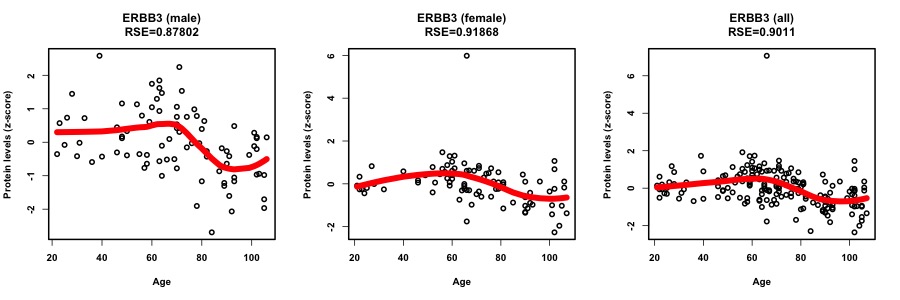 ERBB3 (male)
RSE=0.87802
Protein levels (z-score)
2
1
0
-1
-2
20 40 60 80 100
Age
ERBB3 (female)
RSE=0.91868
Protein levels (z-score)
6
4
2
0
-2
20 40 60 80 100
Age
ERBB3 (all)
RSE=0.9011
Protein levels (z-score)
6
4
2
0
-2
20 40 60 80 100
Age